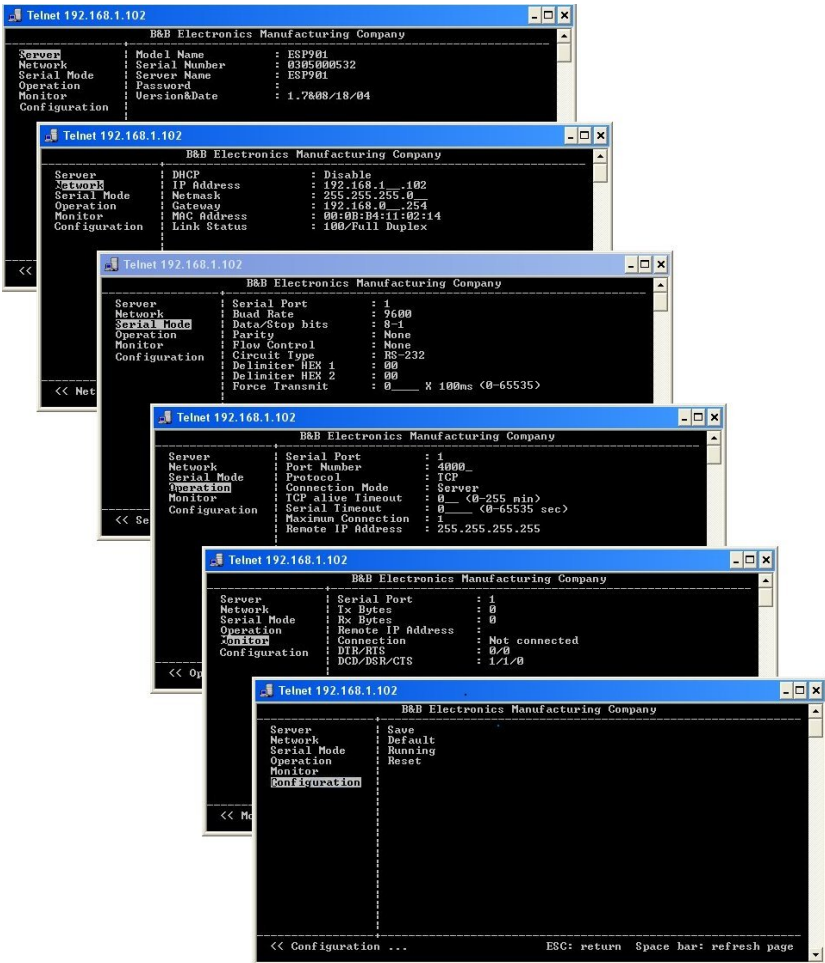 Telnet 192.168.1.102
B&B Electronics Manufacturing Company
Server Model Name : ESP901
Network Serial Number : 0305000532
Serial Mode Server Name : ESP901
Operation Password :
Monitor Version&Date : 1.7&08/18/04
Configuration
<<
Telnet 192.168.1.102
B&B Electronics Manufacturing Company
Server DHCP : Disable
Network IP Address : 192.168.1__.102
Serial Mode Netmask : 255.255.255.0__
Operation Gateway : 192.168.0__.254
Monitor MAC Address : 00:0B:B4:11:02:14
Configuration Link Status : 100/Full Duplex
<< Net
Telnet 192.168.1.102
B&B Electronics Manufacturing Company
Server Serial Port : 1
Network Buad Rate : 9600
Serial Mode Data/Stop bits : 8-1
Operation Parity : None
Monitor Flow Control : None
Configuration Circuit Type : RS-232
Delimiter HEX 1 : 00
Delimiter HEX 2 : 00
Force Transmit : 0____ X 100ms (0-65535)
<< Se
Telnet 192.168.1.102
B&B Electronics Manufacturing Company
Server Serial Port : 1
Network Port Number : 4000_
Serial Mode Protocol : TCP
Operation Connection Mode : Server
Monitor TCP alive Timeout : 0__ (0-255 min)
Configuration Serial Timeout : 0____ (0-65535 sec)
Maximum Connection : 1
Remote IP Address : 255.255.255.255
<< Op
Telnet 192.168.1.102
B&B Electronics Manufacturing Company
Server Serial Port : 1
Network Tx Bytes : 0
Serial Mode Rx Bytes : 0
Operation Remote IP Address :
Monitor Connection : Not connected
Configuration DTR/RTS : 0/0
DCD/DSR/CTS : 1/1/0
<< Mo
Telnet 192.168.1.102
B&B Electronics Manufacturing Company
Server Save
Network Default
Serial Mode Running
Operation Reset
Monitor
Configuration
<< Configuration ... ESC: return Space bar: refresh page